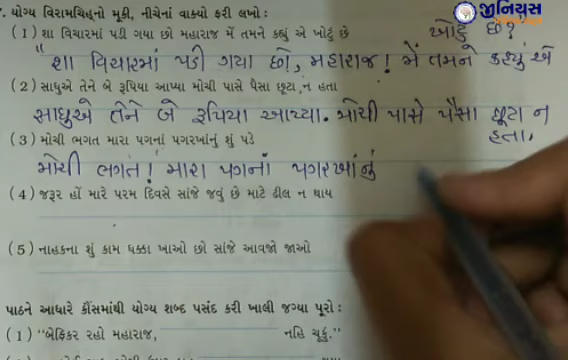 જીનિયસ
યોગ્ય વિરામચિહ્નો મૂકી, નીચેનાં વાક્યો ફરી લખો :
(1) શા વિચારમાં પડી ગયા છો મહારાજ મેં તમને કહ્યું એ ખોટું છે
ખોટું છે?
"શા વિચારમાં પડી ગયા છો, મહારાજ! મેં તમને કહ્યું એ
(2) સાધુએ તેને બે રૂપિયા આપ્યા મોચી પાસે પૈસા છૂટા ન હતા
સાધુએ તેને બે રૂપિયા આપ્યા. મોચી પાસે પૈસા છૂટા ન
હતા.
(3) મોચી ભગત મારા પગનાં પગરખાંનું શું પડે
મોચી ભગત! મારા પગનાં પગરખાંનું
(4) જરૂર હોં મારે પરમ દિવસે સાંજે જવું છે માટે ઢીલ ન થાય
(5) નાહકના શું કામ ધક્કા ખાઓ છો સાંજે આવજો જાઓ
પાઠને આધારે કૌંસમાંથી યોગ્ય શબ્દ પસંદ કરી ખાલી જગ્યા પૂરો :
(1) "બેફિકર રહો મહારાજ, નહિ ચૂકું."